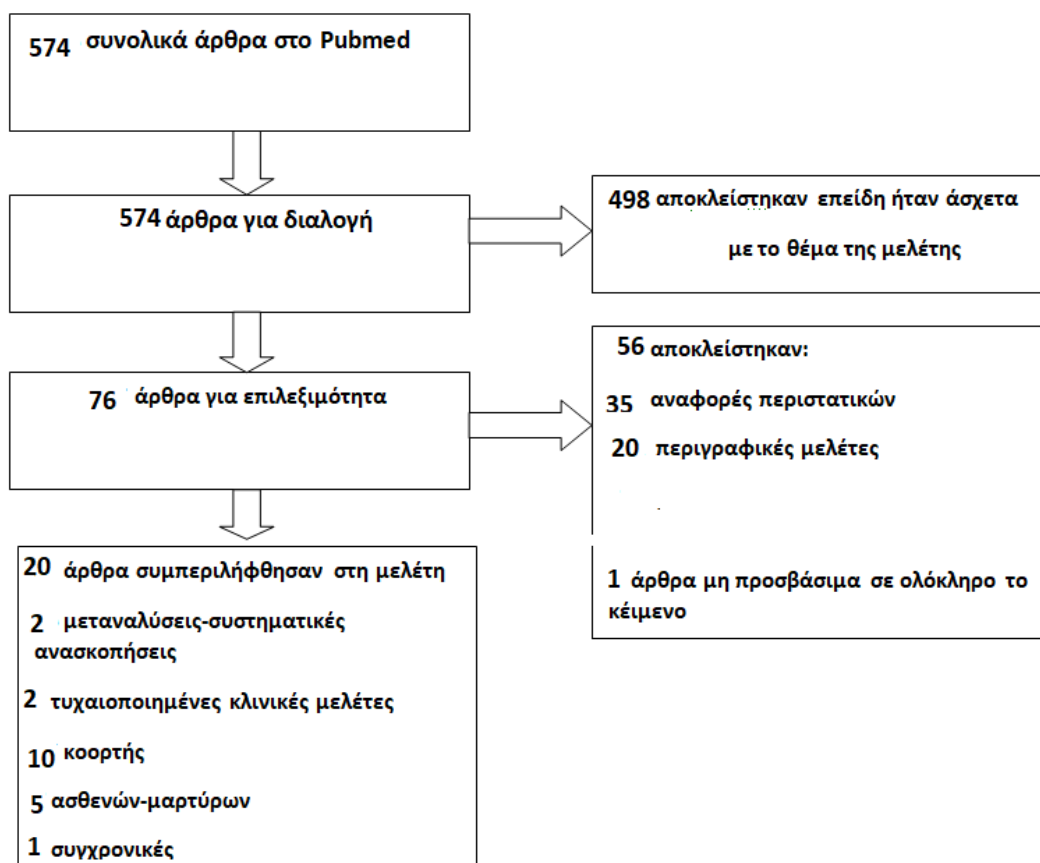 574 συνολικά άρθρα στο Pubmed
574 άρθρα για διαλογή
498 αποκλείστηκαν επείδη ήταν άσχετα
με το θέμα της μελέτης
76 άρθρα για επιλεξιμότητα
56 αποκλείστηκαν:
35 αναφορές περιστατικών
20 περιγραφικές μελέτες
1 άρθρα μη προσβάσιμα σε ολόκληρο το
κέιμενο
20 άρθρα συμπεριλήφθησαν στη μελέτη
2 μεταναλύσεις-συστηματικές
ανασκοπήσεις
2 τυχαιοποιημένες κλινικές μελέτες
10 κοορτής
5 ασθενών-μαρτύρων
1 συγχρονικές